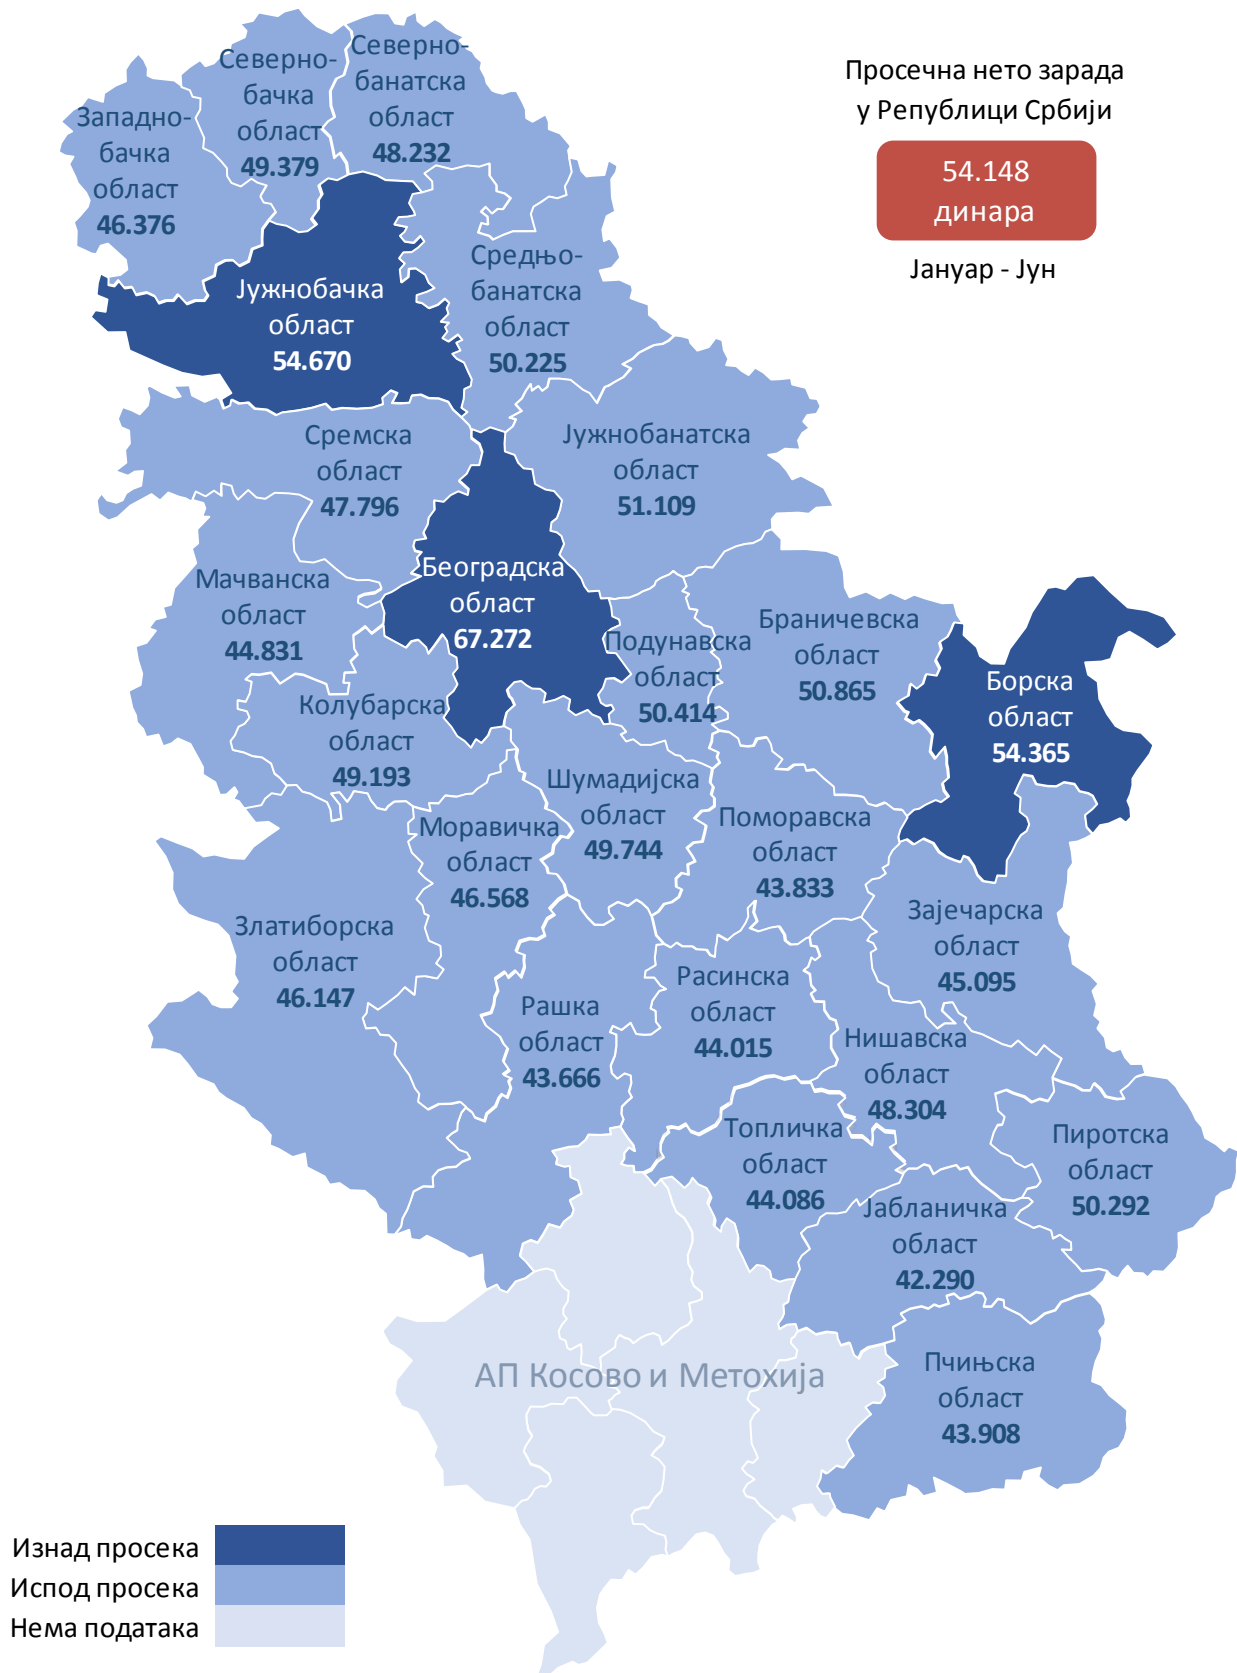 Просечна нето зарада
у Републици Србији
54.148
динара
Јануар - Јун
Западно-
бачка
област
46.376
Северно-
бачка
област
49.379
Северно-
банатска
област
48.232
Јужнобачка
област
54.670
Средњо-
банатска
област
50.225
Сремска
област
47.796
Јужнобанатска
област
51.109
Мачванска
област
44.831
Београдска
област
67.272
Подунавска
област
50.414
Браничевска
област
50.865
Борска
област
54.365
Колубарска
област
49.193
Шумадијска
област
49.744
Моравичка
област
46.568
Поморавска
област
43.833
Златиборска
област
46.147
Зајечарска
област
45.095
Рашка
област
43.666
Расинска
област
44.015
Нишавска
област
48.304
Топличка
област
44.086
Пиротска
област
50.292
Јабланичка
област
42.290
Пчињска
област
43.908
АП Косово и Метохија
Изнад просека
Испод просека
Нема података